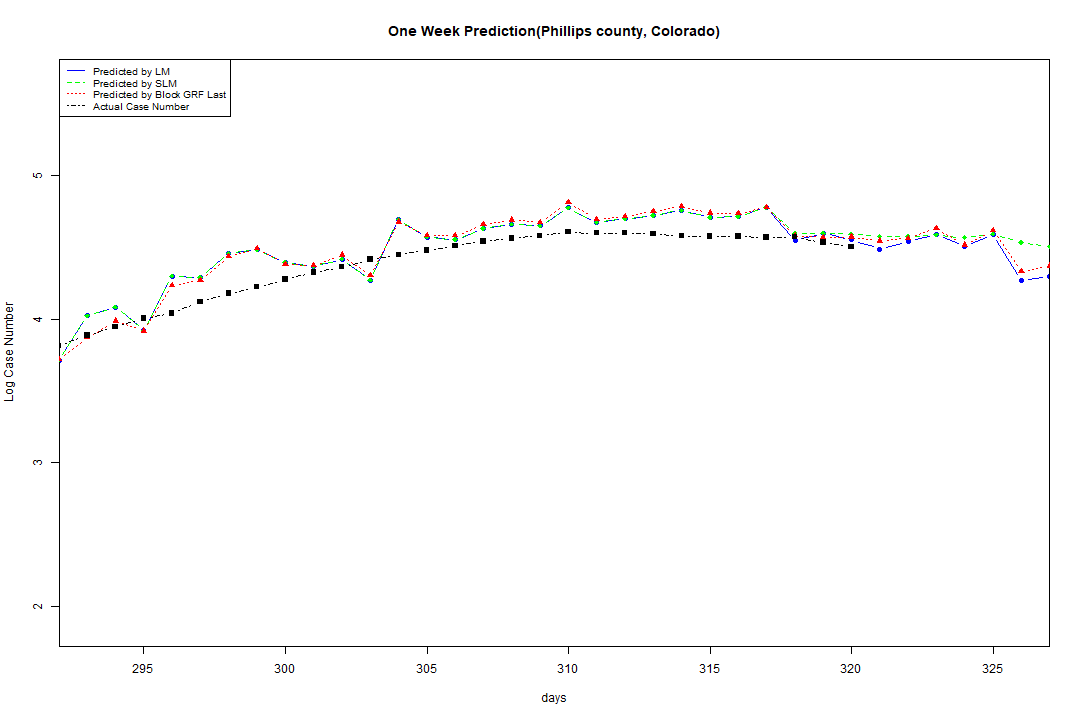 One Week Prediction(Phillips county, Colorado)
Predicted by LM
Predicted by SLM
Predicted by Block GRF Last
Actual Case Number
Log Case Number
5
4
3
2
295
300
305
310
315
320
325
days